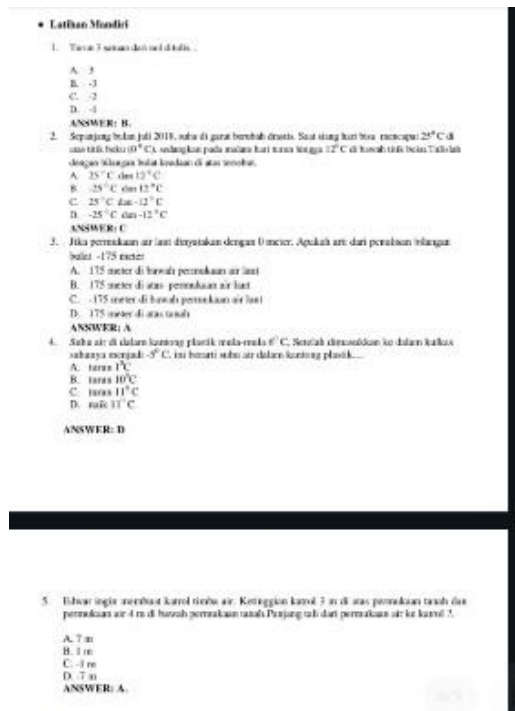 • Latihan Mandiri
1. Turun 3 satuan dari nol ditulis..
A. 3
B. -3
C. -2
D. -1
ANSWER: B.
2. Sepanjang bulan juli 2018, suhu di garut berubah drastis. Saat siang hari bisa mencapai 25°C di
atas titik beku (0°C), sedangkan pada malam hari turun hingga 12°C di bawah titik beku.Tulislah
dengan bilangan bulat keadaan di atas tersebut.
A. 25°C dan 12°C
B. -25°C dan 12°C
C. 25°C dan -12°C
D. -25°C dan -12°C
ANSWER: C
3. Jika permukaan air laut dinyatakan dengan 0 meter. Apakah arti dari penulisan bilangan
bulat -175 meter
A. 175 meter di bawah permukaan air laut
B. 175 meter di atas permukaan air laut
C. -175 meter di bawah permukaan air laut
D. 175 meter di atas tanah
ANSWER: A
4. Suhu air di dalam kantong plastik mula-mula 6°C, Setelah dimasukkan ke dalam kulkas
suhunya menjadi -5°C. ini berarti suhu air dalam kantong plastik....
A. turun 1°C
B. turun 10°C
C. turun 11°C
D. naik 11°C
ANSWER: D
5. Edwar ingin membuat katrol timba air. Ketinggian katrol 3 m di atas permukaan tanah dan
permukaan air 4 m di bawah permukaan tanah.Panjang tali dari permukaan air ke katrol ?.
A. 7 m
B. 1 m
C. -1 m
D. -7 m
ANSWER: A.